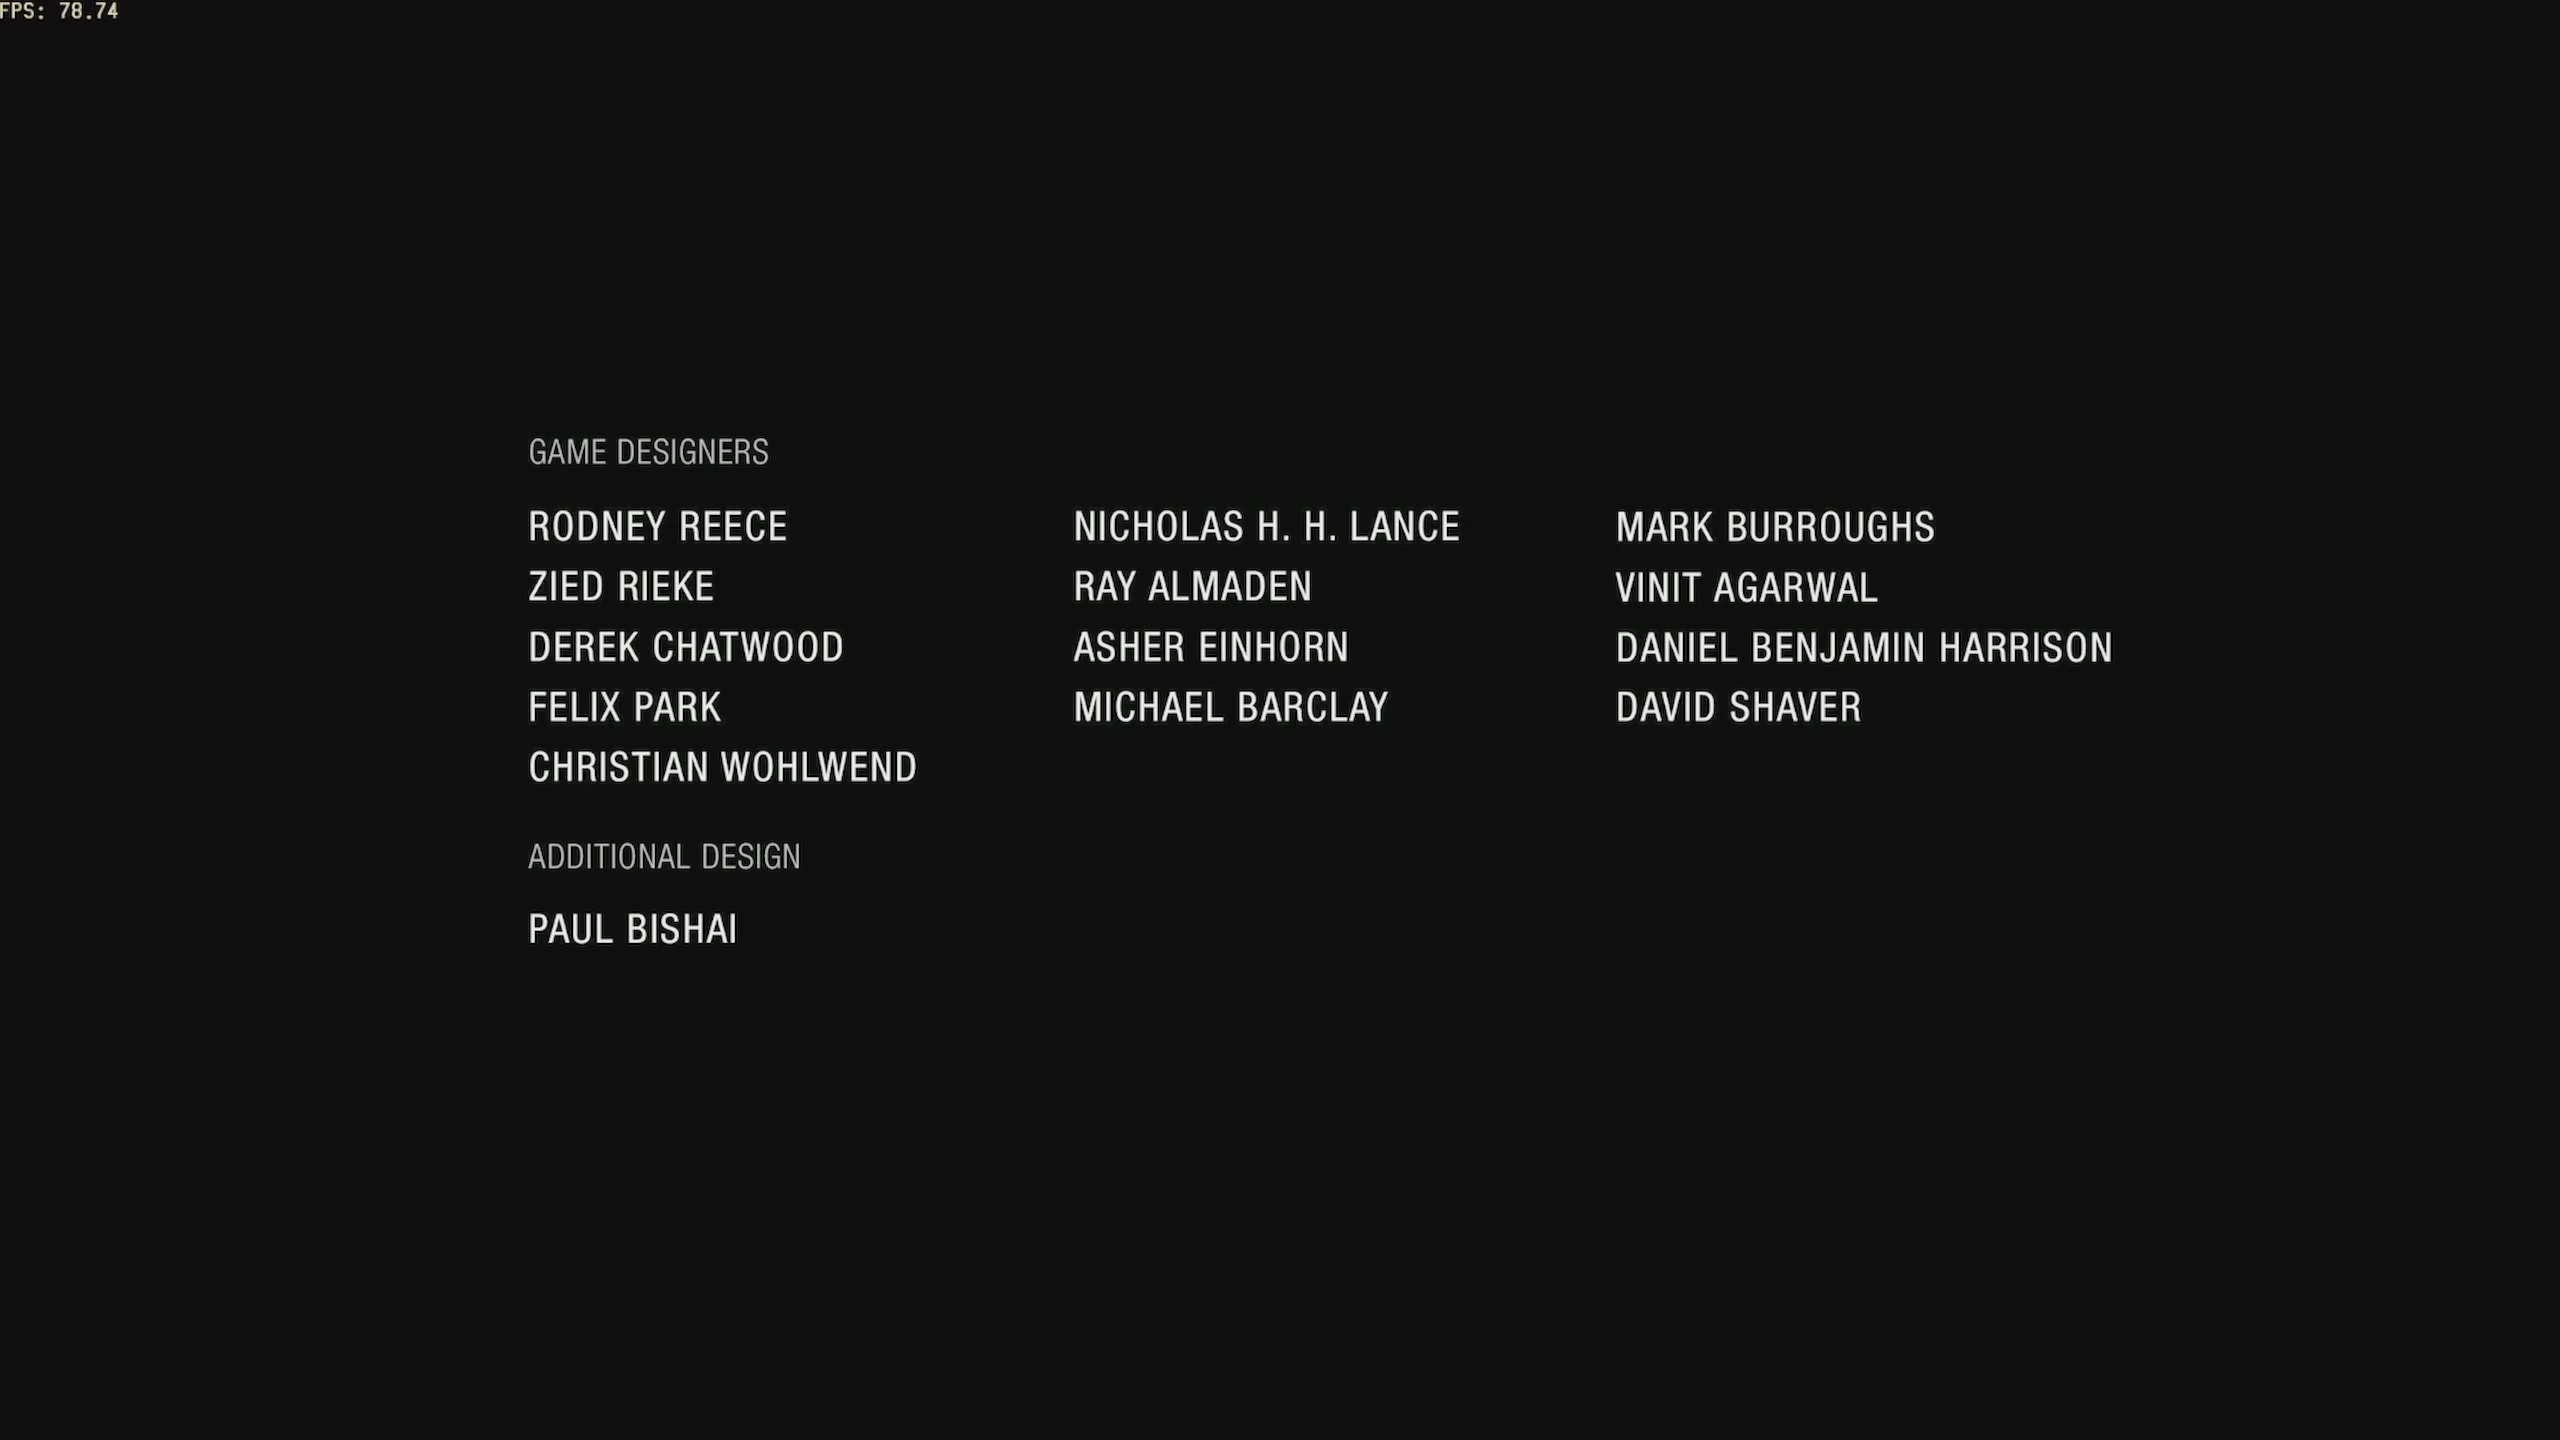 FPS: 78.74
GAME DESIGNERS
RODNEY REECE
ZIED RIEKE
DEREK CHATWOOD
FELIX PARK
CHRISTIAN WOHLWEND
NICHOLAS H. H. LANCE
RAY ALMADEN
ASHER EINHORN
MICHAEL BARCLAY
MARK BURROUGHS
VINIT AGARWAL
DANIEL BENJAMIN HARRISON
DAVID SHAVER
ADDITIONAL DESIGN
PAUL BISHAI